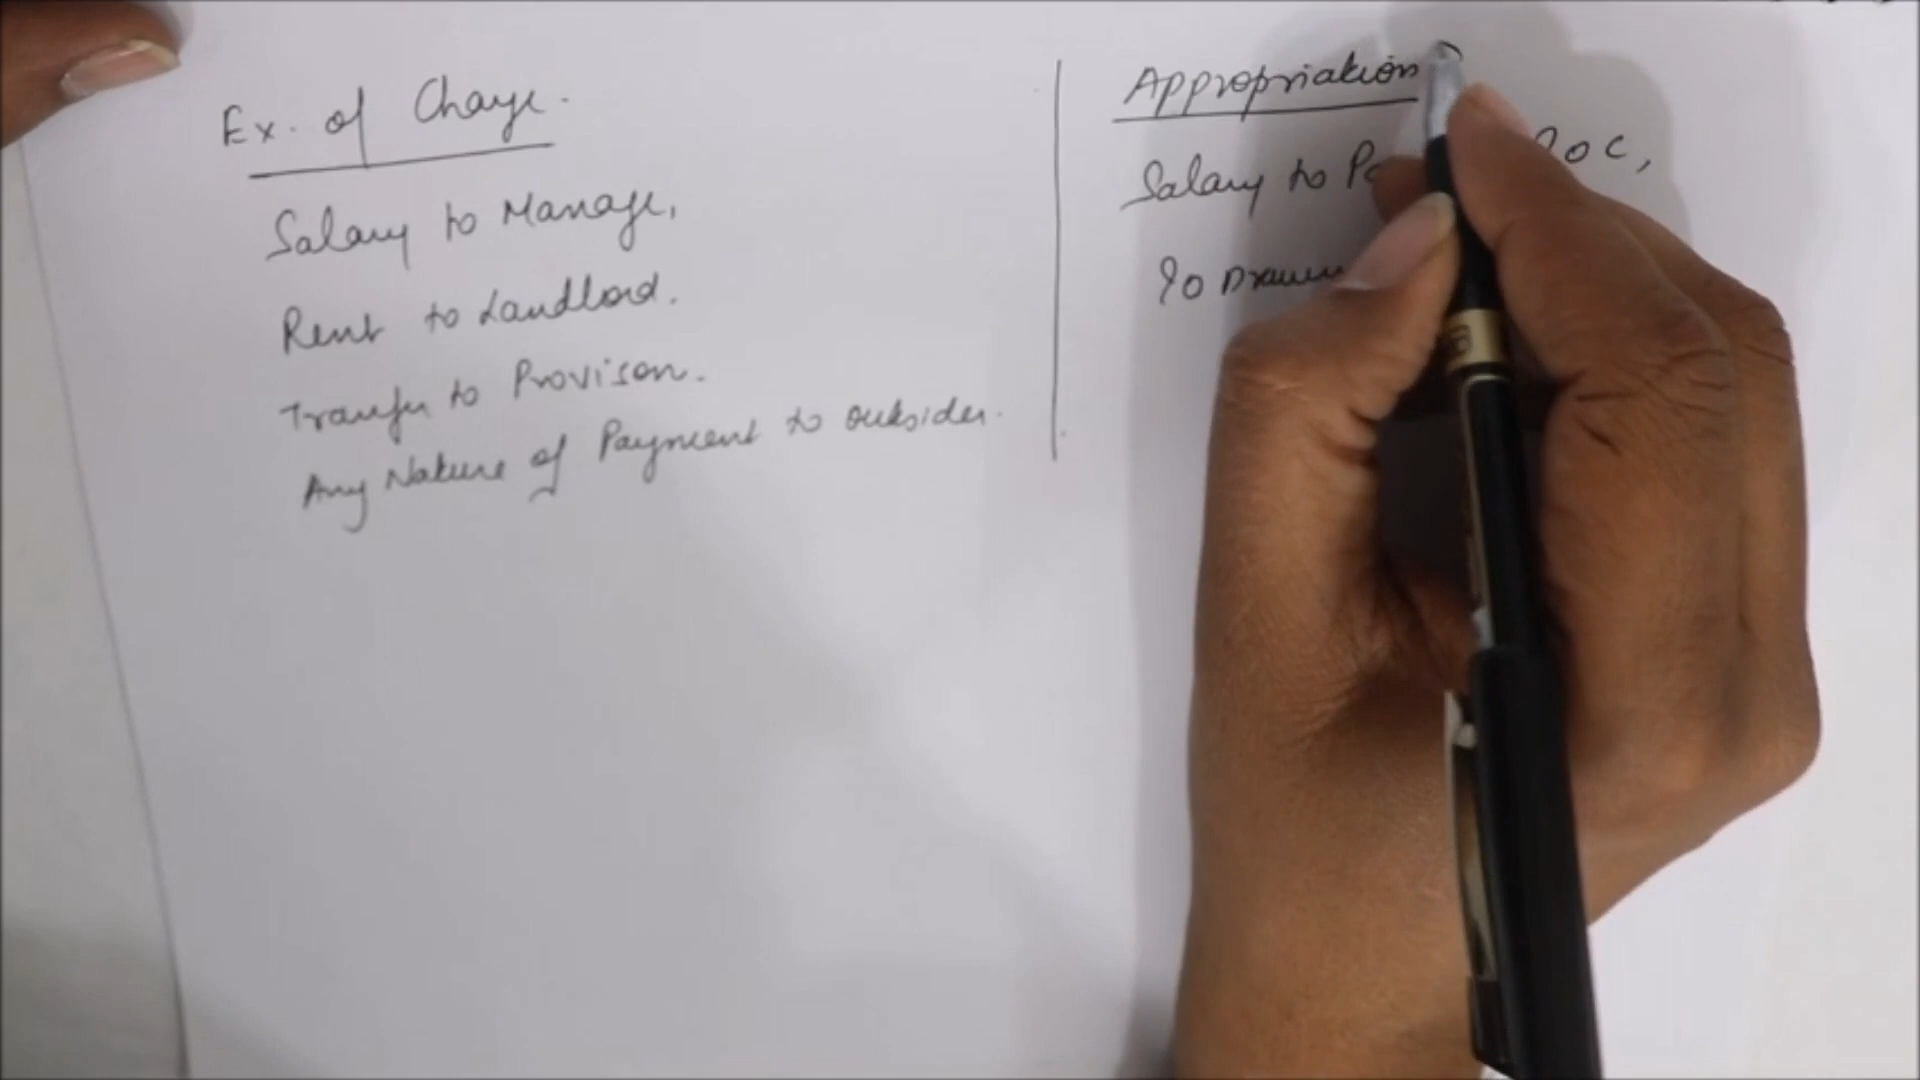 Ex. of Charge.
Salary to Manager,
Rent to Landlord.
Transfer to Provison.
Any Nature of Payment to outsider.
Appropriation
Salary to IOC,
IO